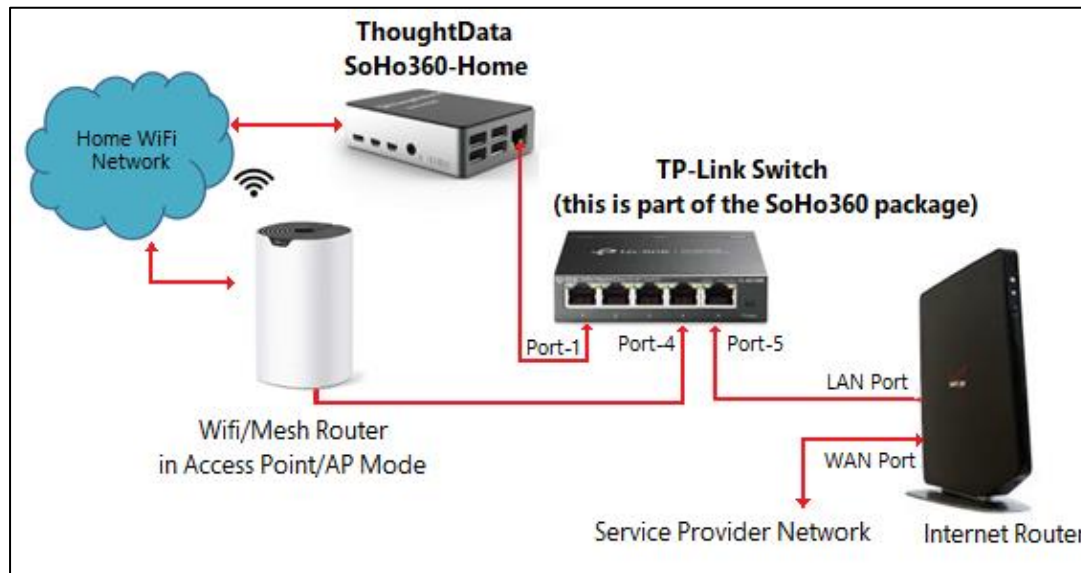 ThoughtData
SoHo360-Home
Home WiFi
Network
TP-Link Switch
(this is part of the SoHo360 package)
Port-1
Port-4
Port-5
LAN Port
WAN Port
Wifi/Mesh Router
in Access Point/AP Mode
Service Provider Network
Internet Router